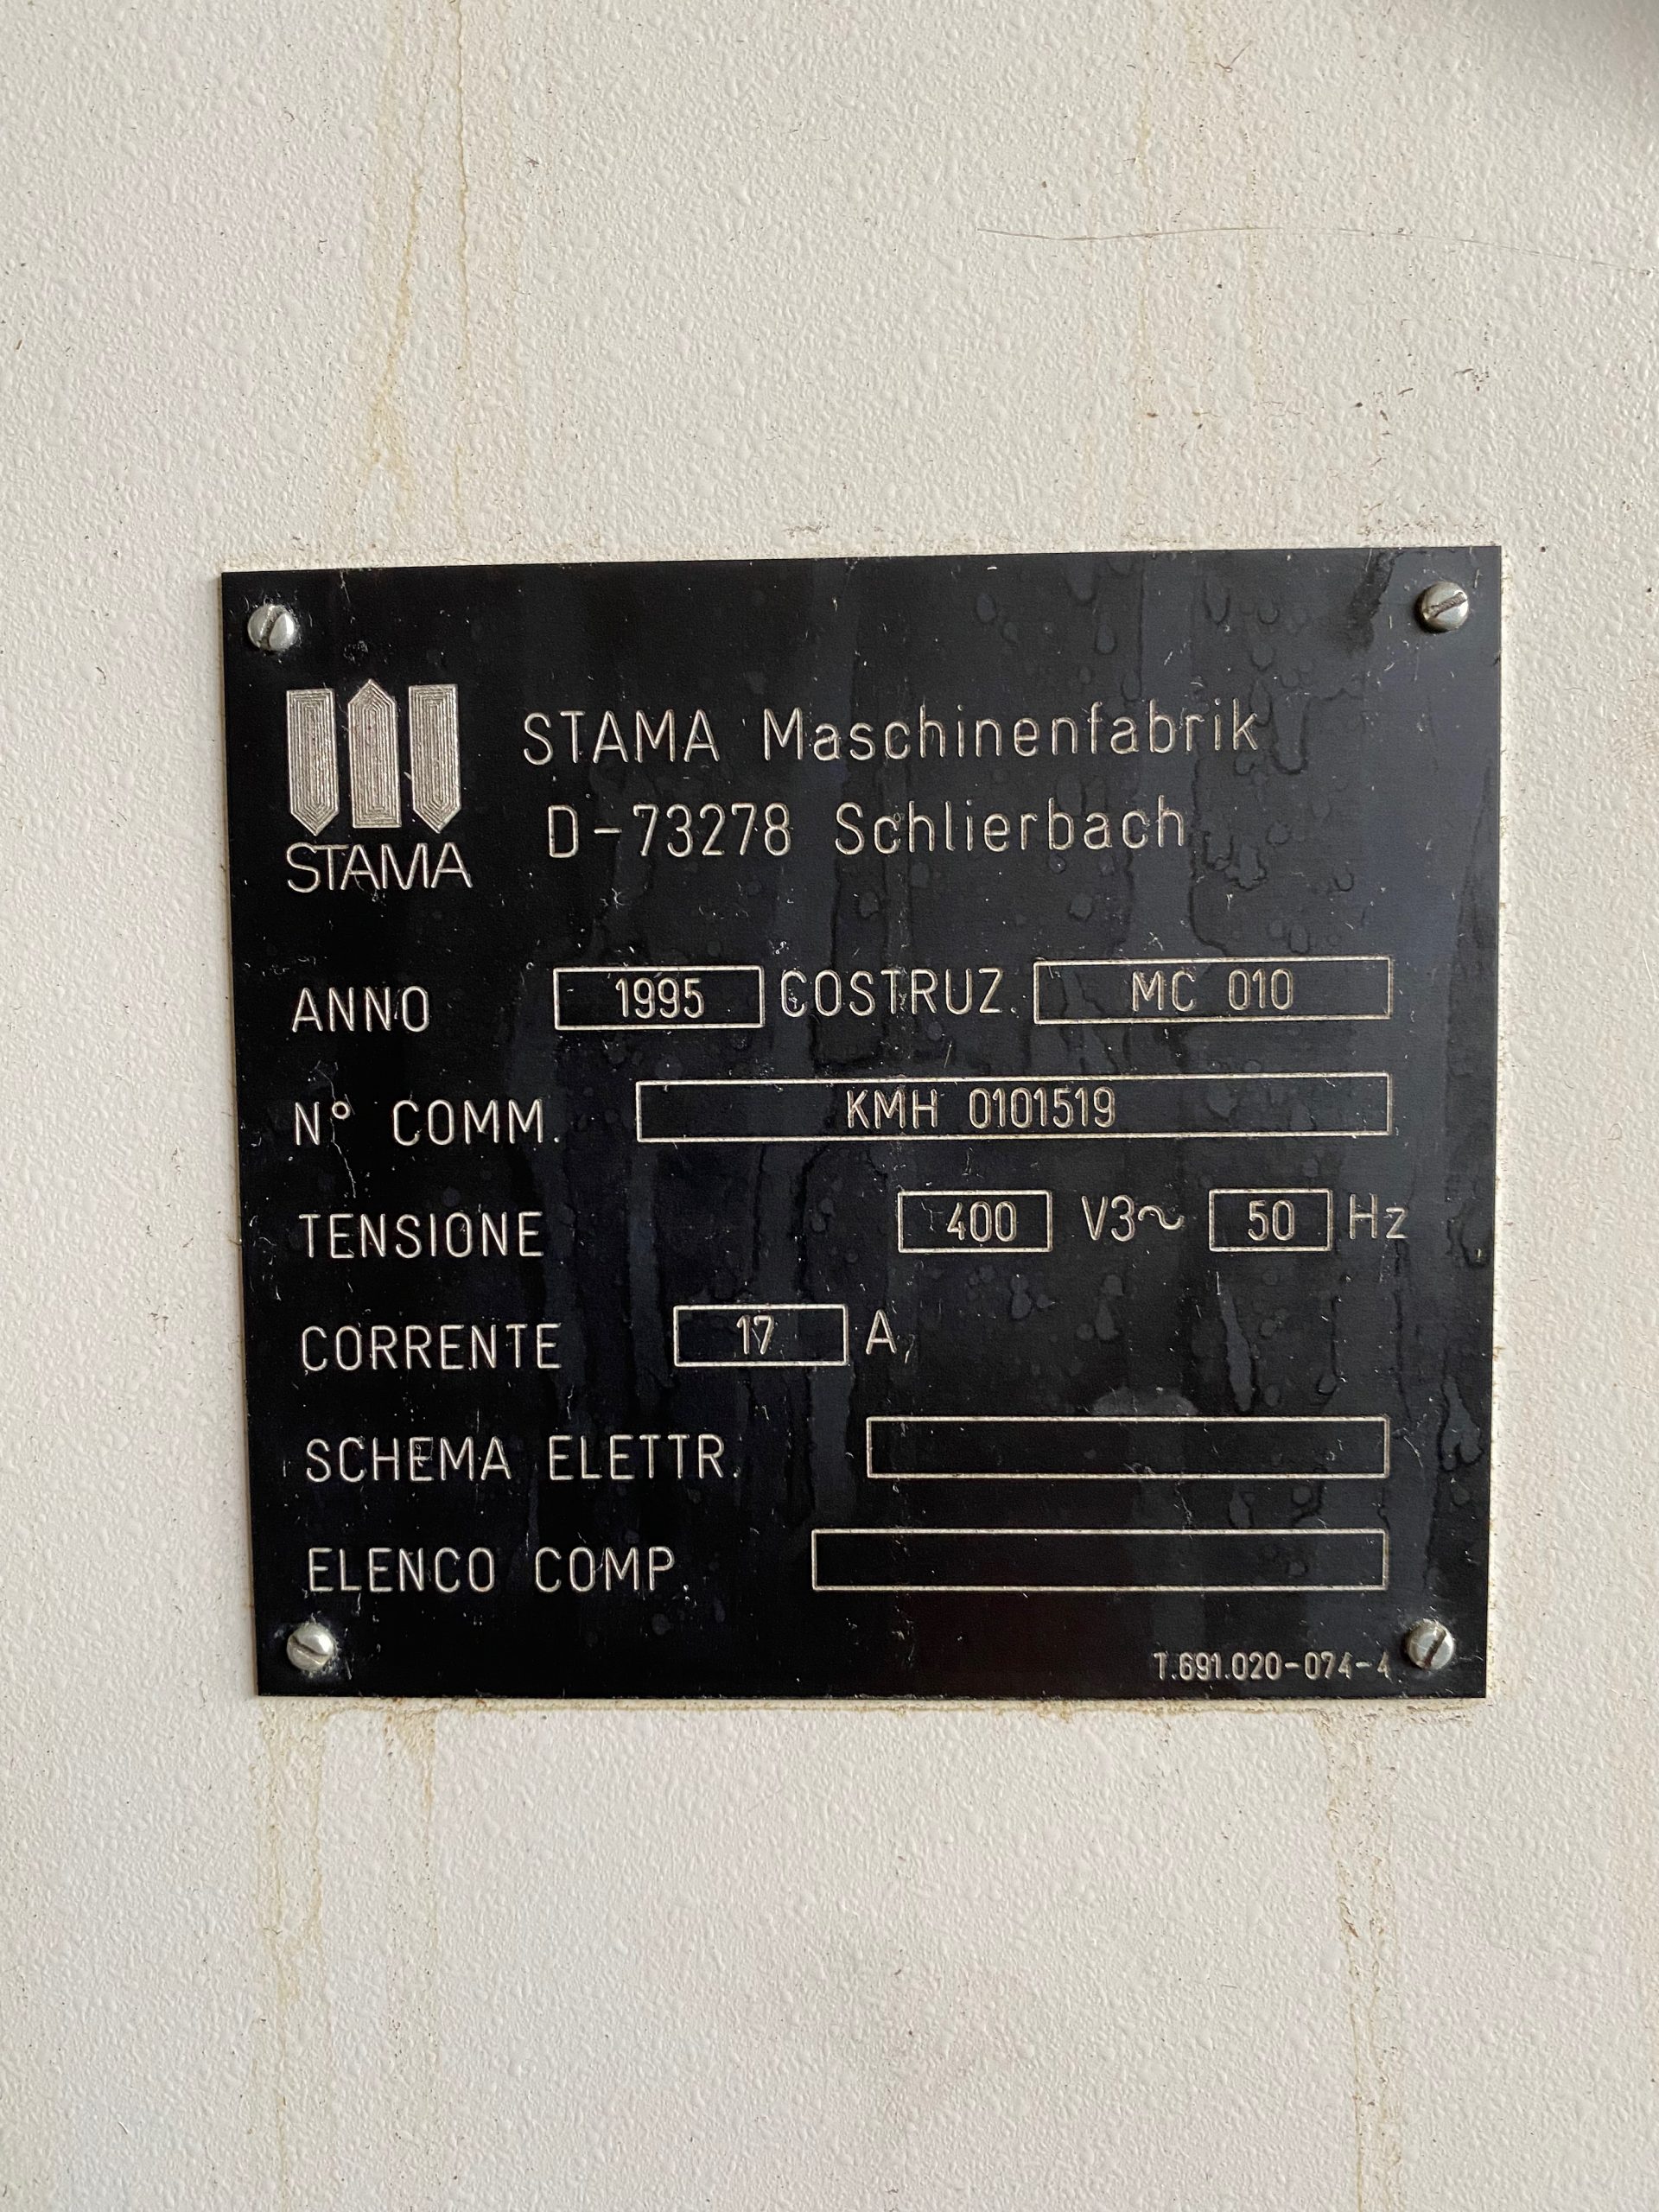 STAMA
STAMA Maschinenfabrik
D-73278 Schlierbach
ANNO 1995 COSTRUZ. MC 010
N° COMM. KMH 0101519
TENSIONE 400 V3~ 50 Hz
CORRENTE 17 A
SCHEMA ELETTR.
ELENCO COMP.
T.691.020-074-4